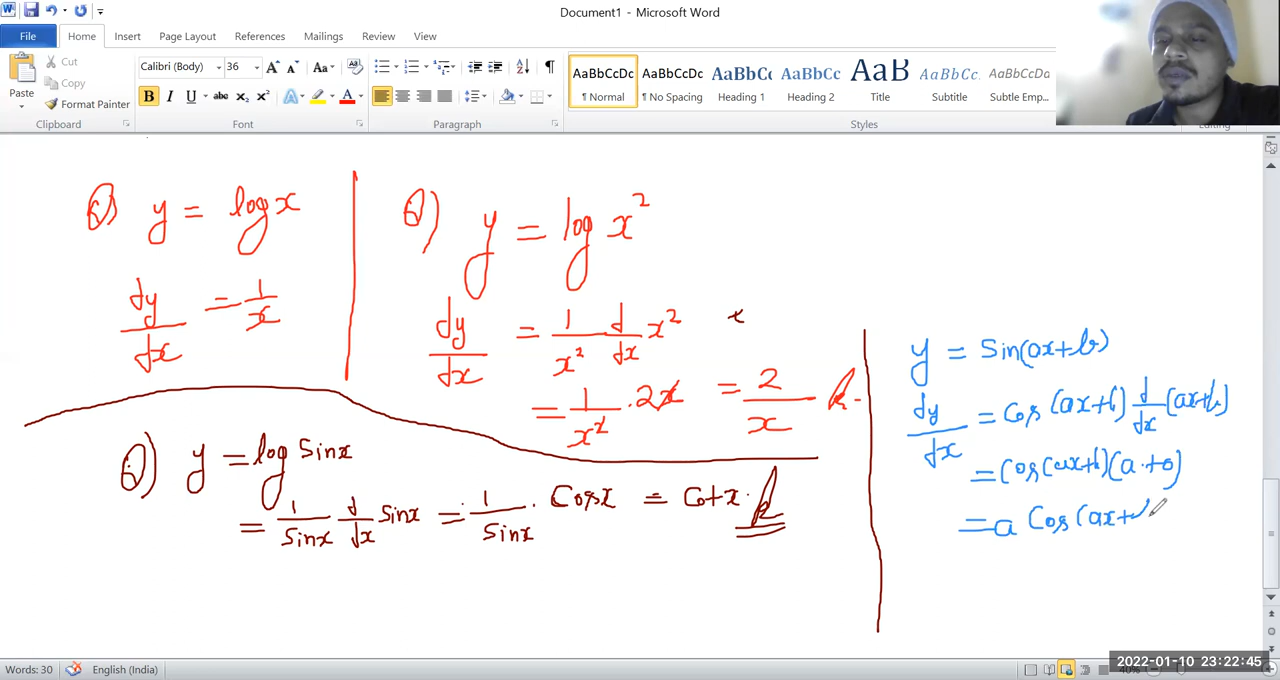 Document1 - Microsoft Word
File Home Insert Page Layout References Mailings Review View
Paste
Cut
Copy
Format Painter
Clipboard
Calibri (Body) 36
Font
Paragraph
AaBbCcDc AaBbCcDc AaBbCc AaBbCc AaB AaBbCc. AaBbCcDc
¶ Normal ¶ No Spacing Heading 1 Heading 2 Title Subtitle Subtle Emp...
Styles
Editing
Q) y = log x
dy/dx = 1/x
Q) y = log x²
dy/dx = 1/x² d/dx x²
= 1/x² . 2x = 2/x
Q) y = log Sinx
= 1/Sinx d/dx Sinx = 1/Sinx . Cosx = Cotx.
y = Sin(ax+b)
dy/dx = Cos(ax+b) d/dx (ax+b)
= Cos(ax+b)(a.+0)
= a Cos(ax+
Words: 30 English (India)
2022-01-10 23:22:45